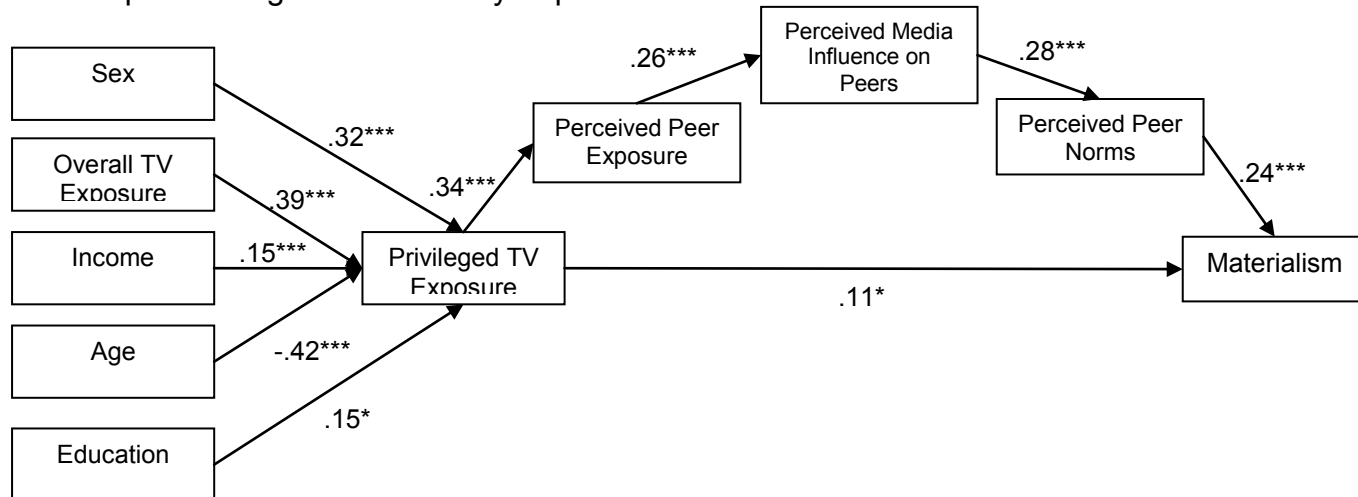 Perceived Media
Influence on
Peers
.26***
.28***
Sex
Perceived Peer
Exposure
Perceived Peer
Norms
.32***
Overall TV
Exposure
.34***
.24***
.39***
Income
.15***
Privileged TV
Exposure
Materialism
.11*
Age
-.42***
.15*
Education